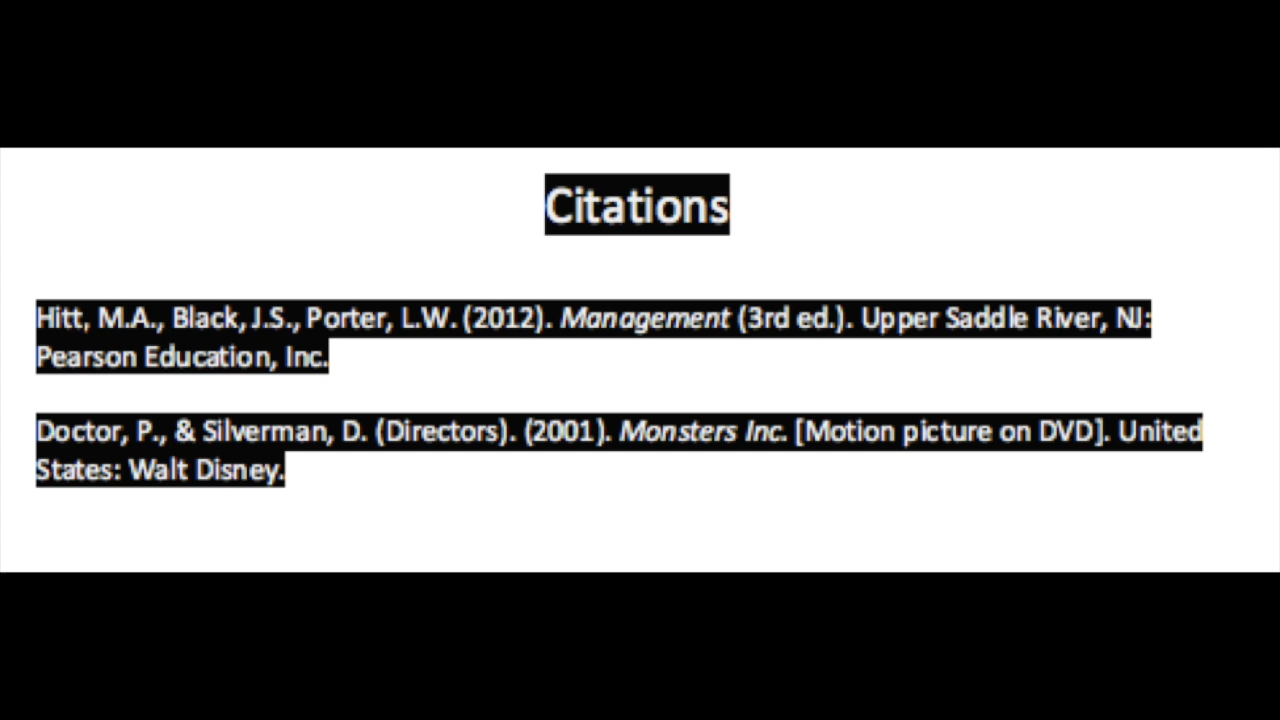 Citations
Hitt, M.A., Black, J.S., Porter, L.W. (2012). Management (3rd ed.). Upper Saddle River, NJ:
Pearson Education, Inc.
Doctor, P., & Silverman, D. (Directors). (2001). Monsters Inc. [Motion picture on DVD]. United
States: Walt Disney.